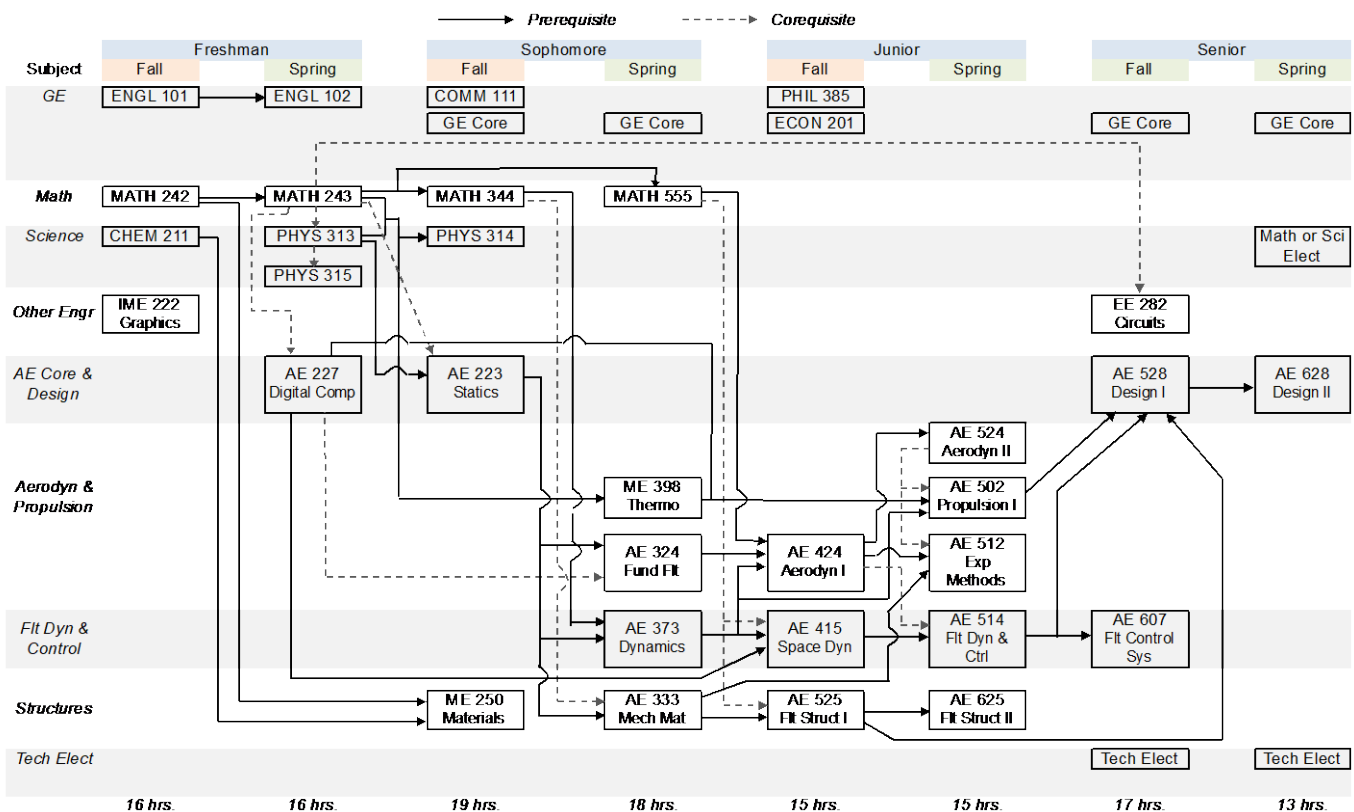 Prerequisite Corequisite
Freshman Sophomore Junior Senior
Subject Fall Spring Fall Spring Fall Spring Fall Spring
GE ENGL 101 ENGL 102 COMM 111 PHIL 385
GE Core GE Core ECON 201 GE Core GE Core
Math MATH 242 MATH 243 MATH 344 MATH 555
Science CHEM 211 PHYS 313 PHYS 314
Math or Sci
Elect
PHYS 315
Other Engr
IME 222
Graphics
EE 282
Circuits
AE Core &
Design
AE 227
Digital Comp
AE 223
Statics
AE 528
Design I
AE 628
Design II
Aerodyn &
Propulsion
AE 524
Aerodyn II
ME 398
Thermo
AE 502
Propulsion I
AE 324
Fund Flt
AE 424
Aerodyn I
AE 512
Exp
Methods
Flt Dyn &
Control
AE 373
Dynamics
AE 415
Space Dyn
AE 514
Flt Dyn &
Ctrl
AE 607
Flt Control
Sys
Structures
ME 250
Materials
AE 333
Mech Mat
AE 525
Flt Struct I
AE 625
Flt Struct II
Tech Elect Tech Elect Tech Elect
16 hrs. 16 hrs. 19 hrs. 18 hrs. 15 hrs. 15 hrs. 17 hrs. 13 hrs.